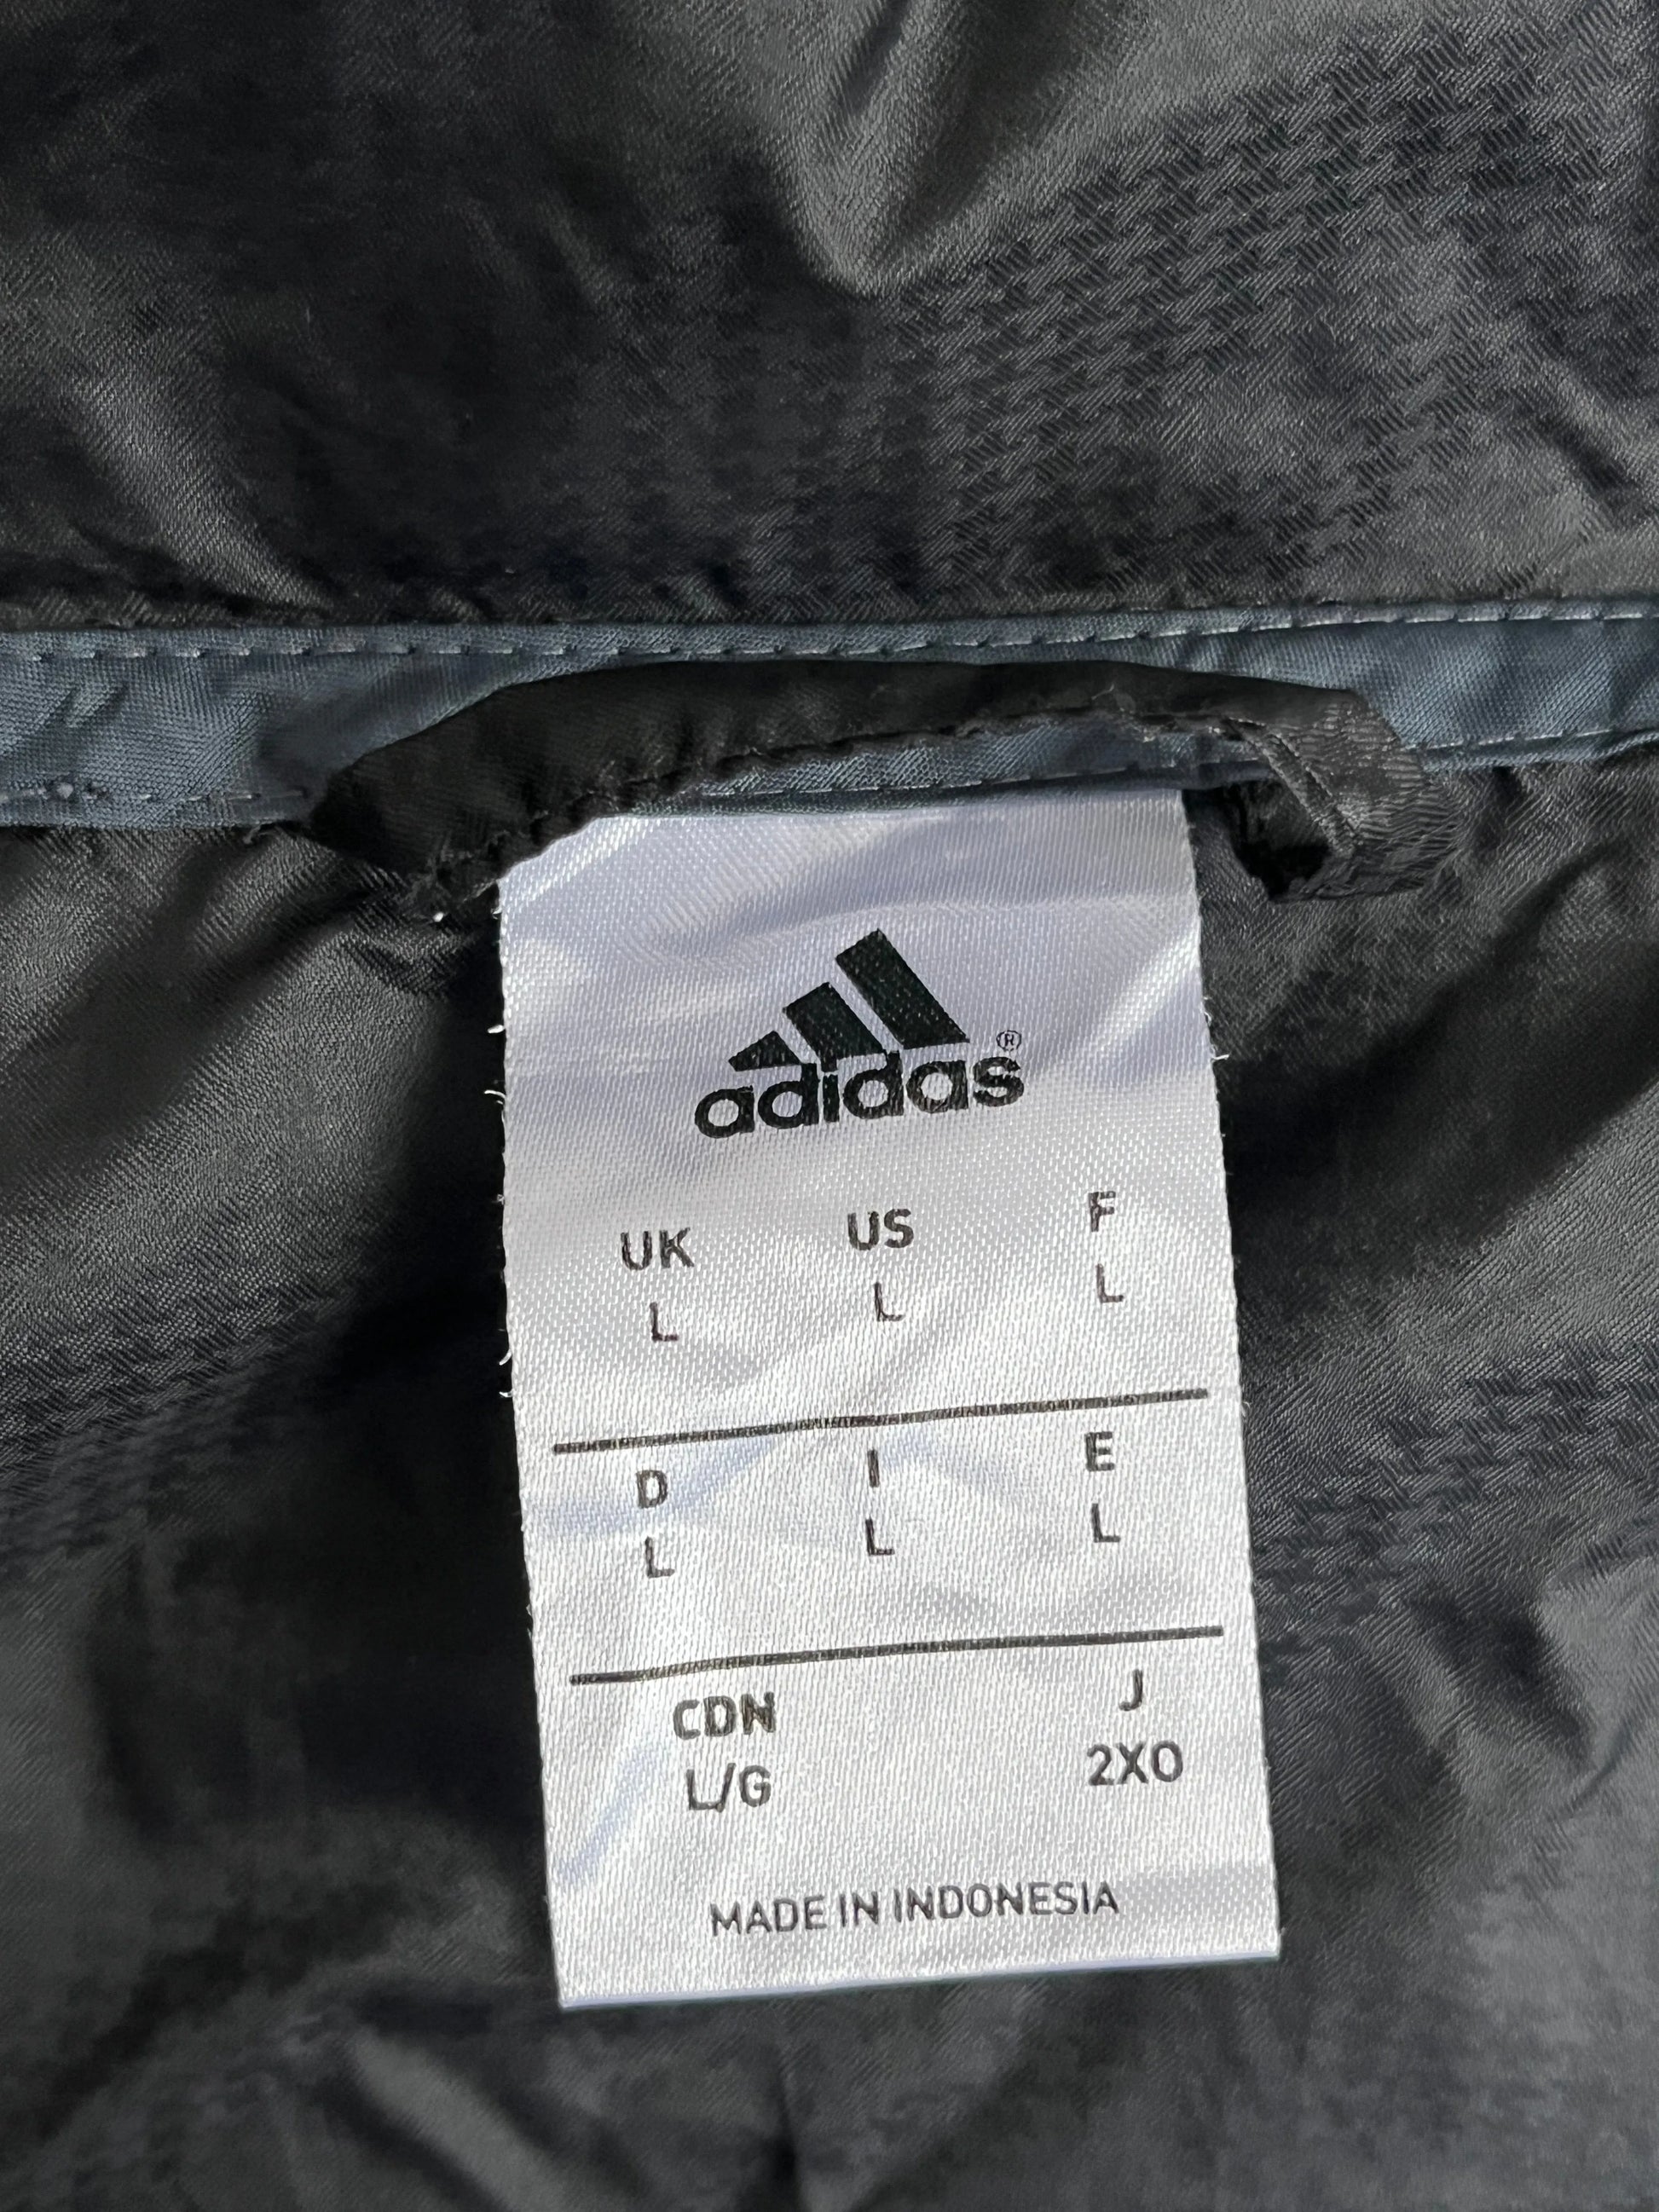 adidas®
UK US F
L L L
D I E
L L L
CDN J
L/G 2XO
MADE IN INDONESIA